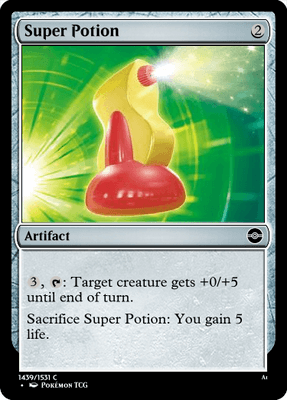 Super Potion 2
Artifact
3, T: Target creature gets +0/+5
until end of turn.
Sacrifice Super Potion: You gain 5
life.
1439/1531 C
• Pokémon TCG